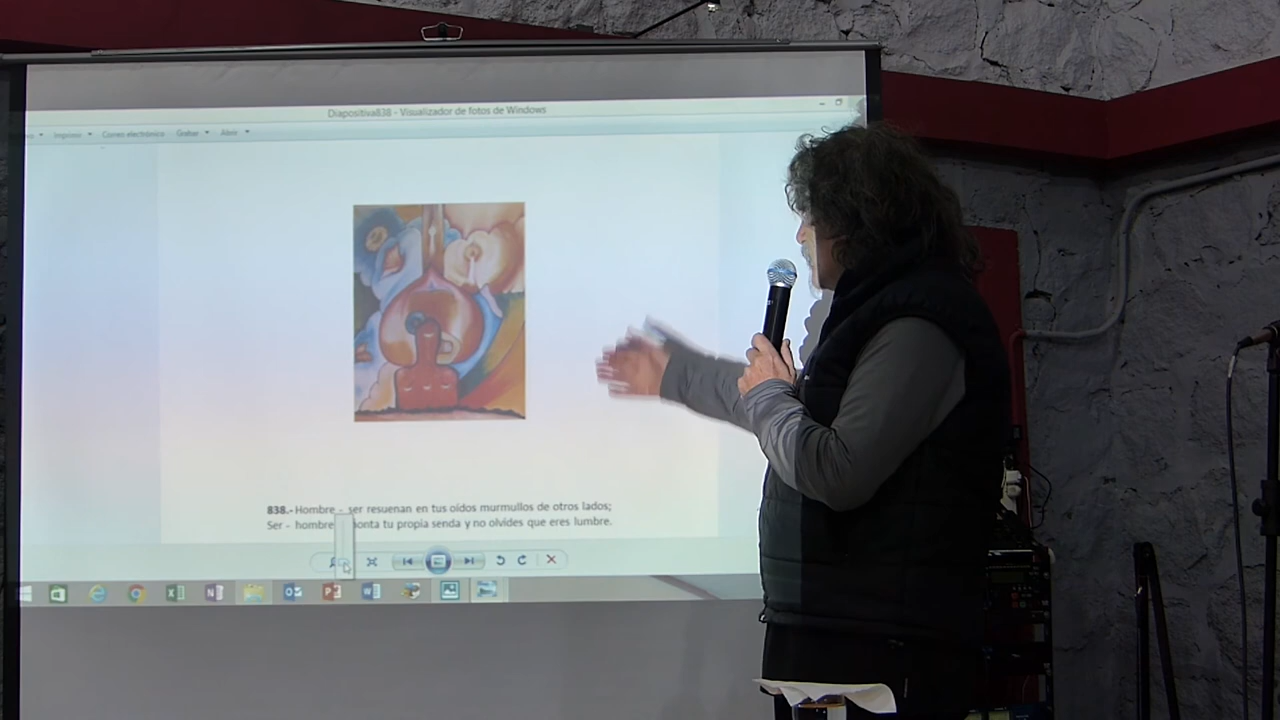 Diapositiva838 - Visualizador de fotos de Windows
Imprimir Correo electrónico Grabar Abrir
838.- Hombre - ser resuenan en tus oídos murmullos de otros lados;
Ser - hombre tu propia senda y no olvides que eres lumbre.